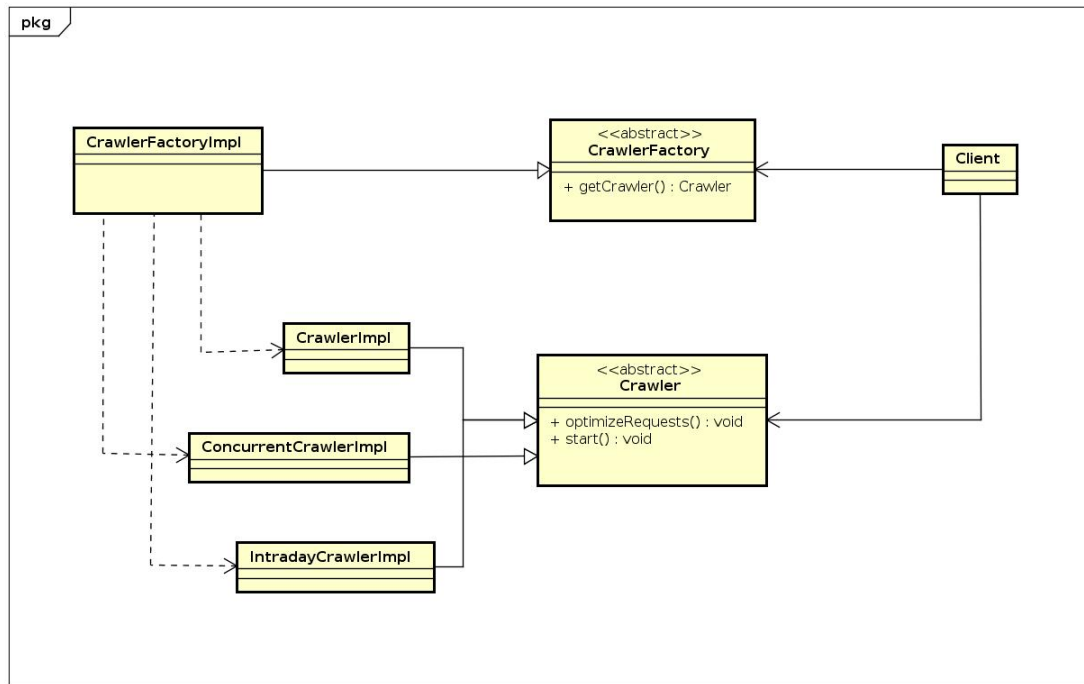 pkg
CrawlerFactoryImpl
<<abstract>>
CrawlerFactory
+ getCrawler() : Crawler
Client
CrawlerImpl
<<abstract>>
Crawler
+ optimizeRequests() : void
+ start() : void
ConcurrentCrawlerImpl
IntradayCrawlerImpl